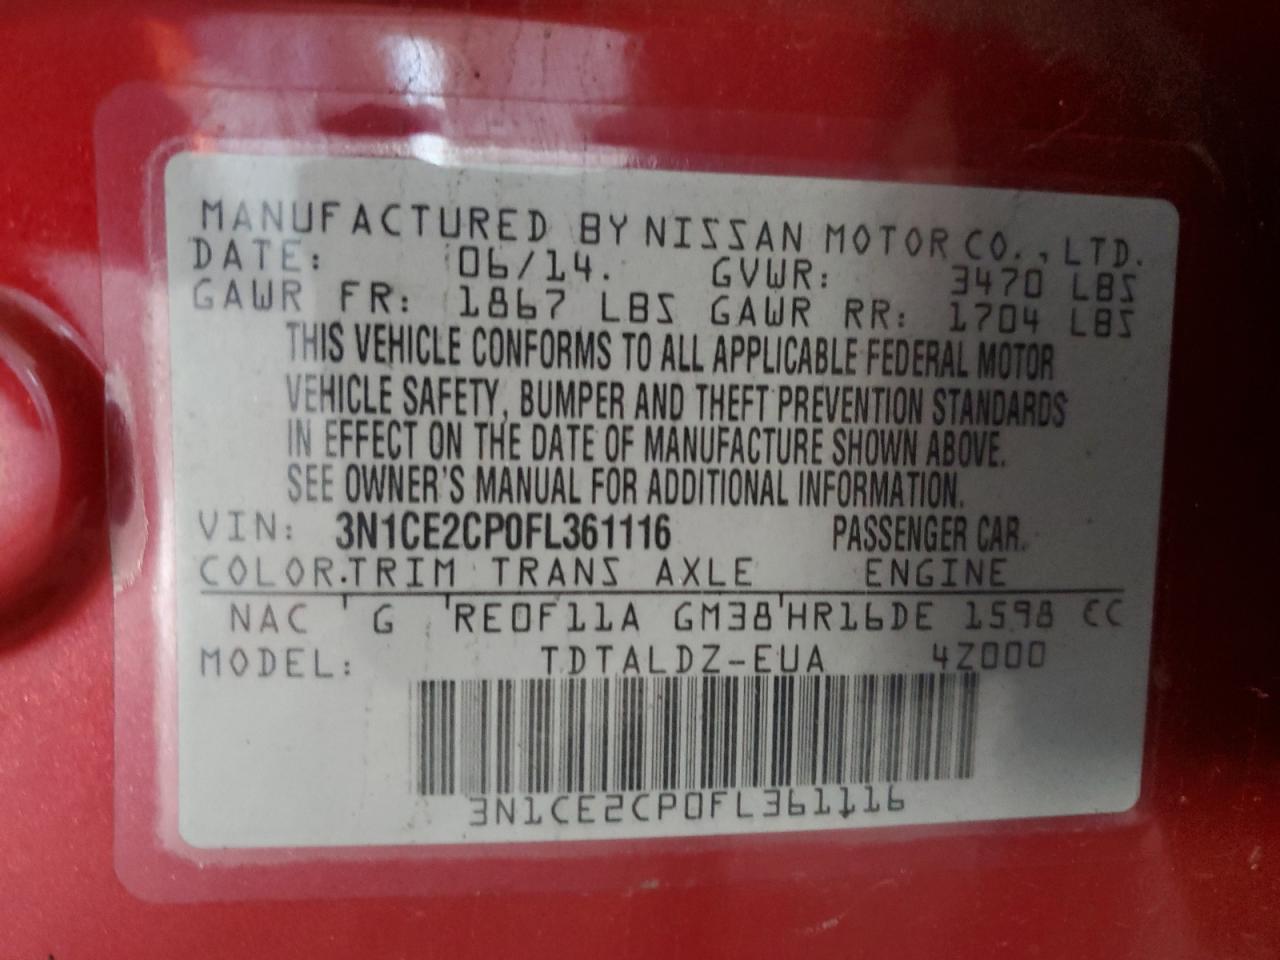 MANUFACTURED BY NISSAN MOTOR CO., LTD.
DATE: 06/14. GVWR: 3470 LBS
GAWR FR: 1867 LBS GAWR RR: 1704 LBS
THIS VEHICLE CONFORMS TO ALL APPLICABLE FEDERAL MOTOR
VEHICLE SAFETY, BUMPER AND THEFT PREVENTION STANDARDS
IN EFFECT ON THE DATE OF MANUFACTURE SHOWN ABOVE.
SEE OWNER'S MANUAL FOR ADDITIONAL INFORMATION.
VIN: 3N1CE2CP0FL361116 PASSENGER CAR.
COLOR.TRIM TRANS AXLE ENGINE
NAC ' G ' RE0F11A GM38'HR16DE 1598 CC
MODEL: TDTALDZ-EUA 4Z000
3N1CE2CP0FL361116